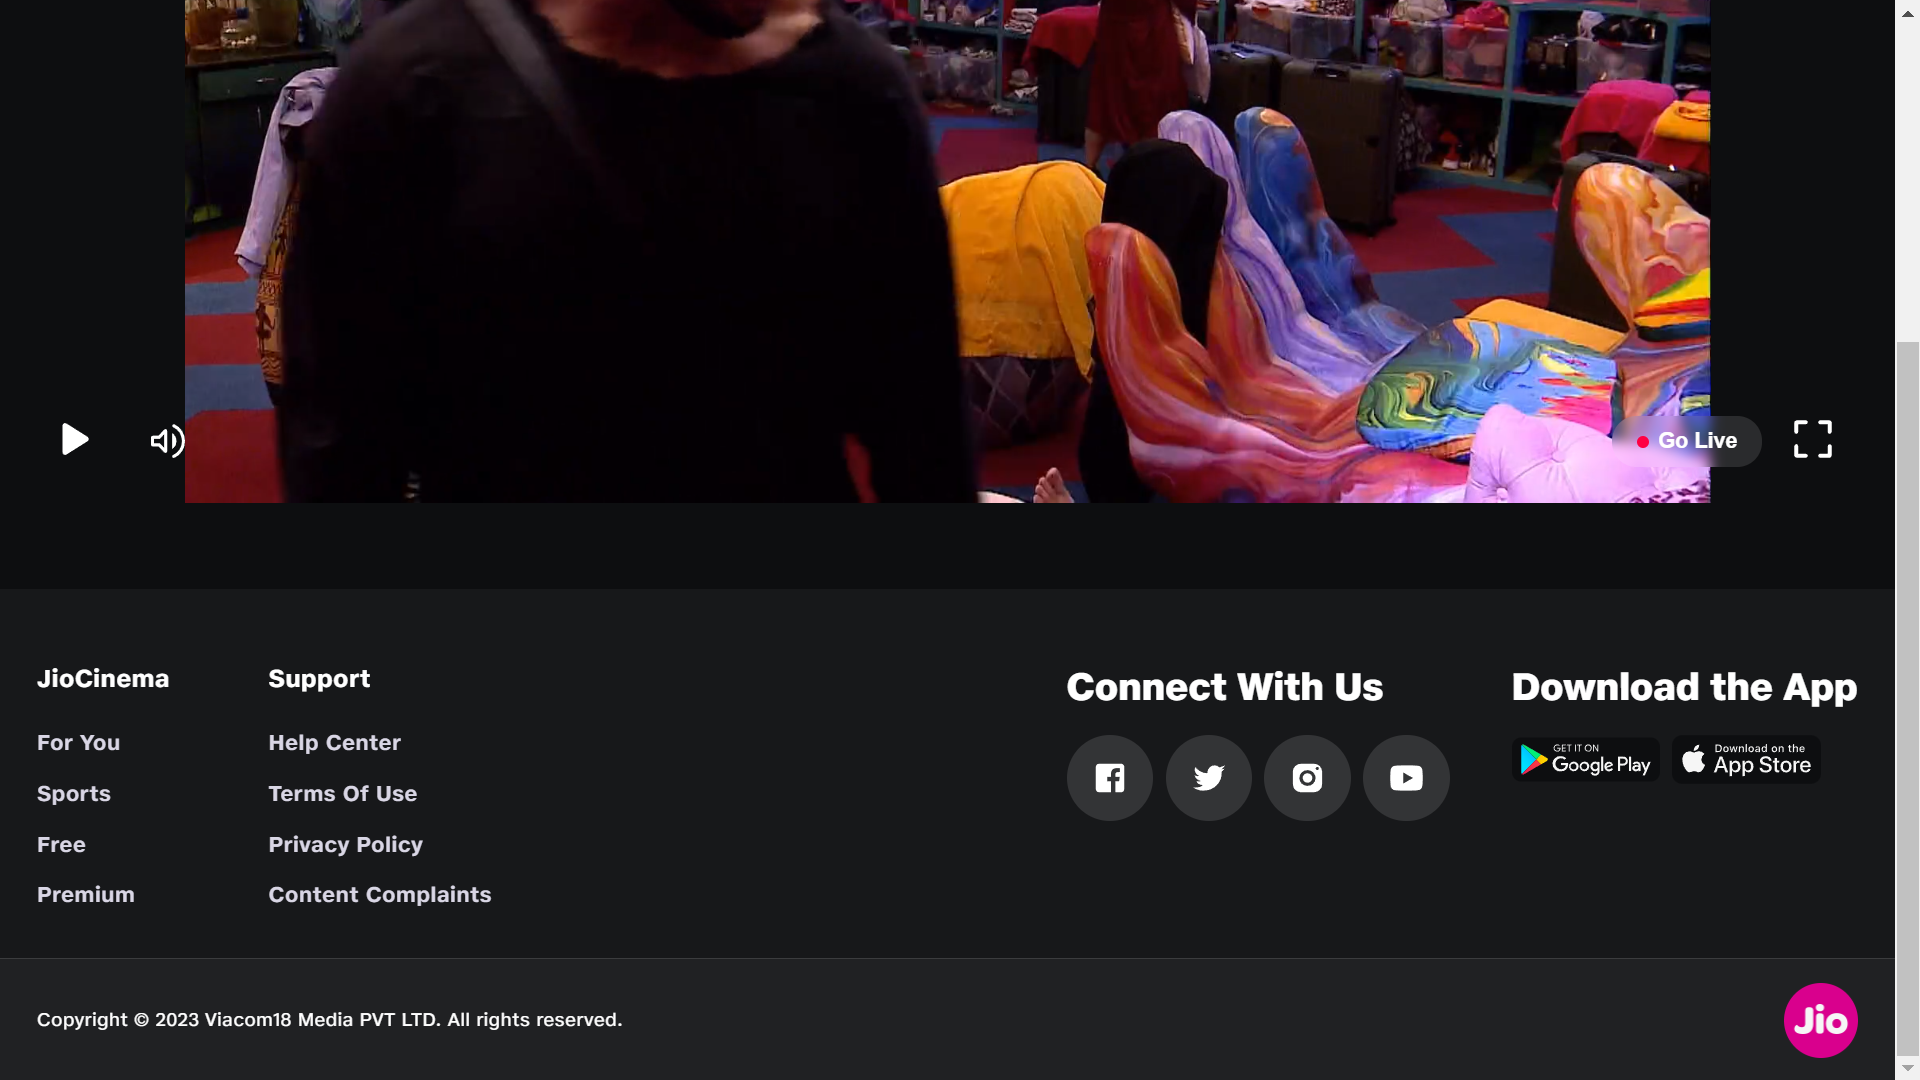 Go Live
JioCinema
For You
Sports
Free
Premium
Support
Help Center
Terms Of Use
Privacy Policy
Content Complaints
Connect With Us
Download the App
GET IT ON
Google Play
Download on the
App Store
Copyright © 2023 Viacom18 Media PVT LTD. All rights reserved.
Jio